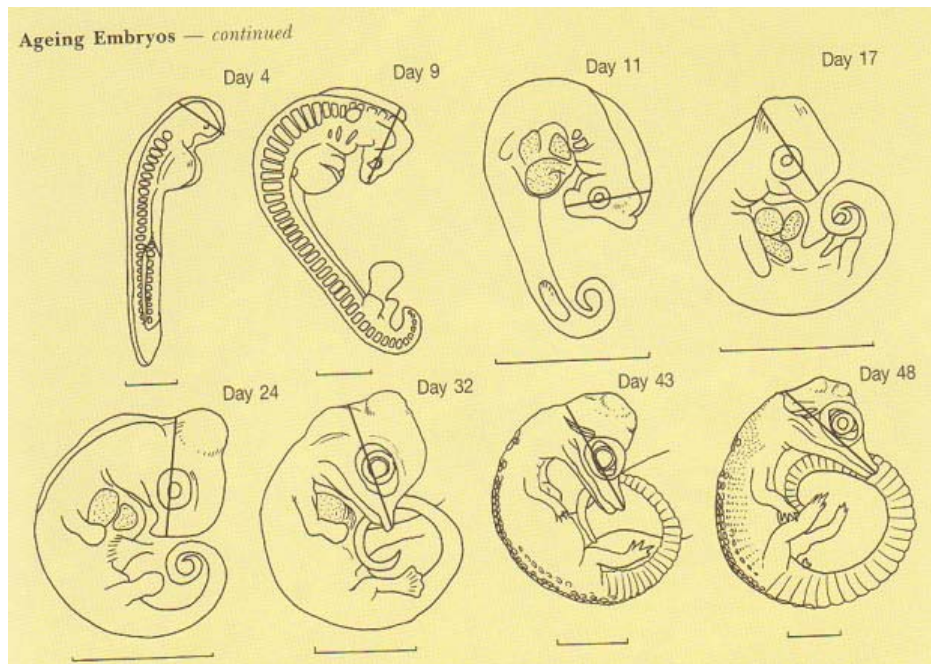 Ageing Embryos — continued
Day 4
Day 9
Day 11
Day 17
Day 24
Day 32
Day 43
Day 48